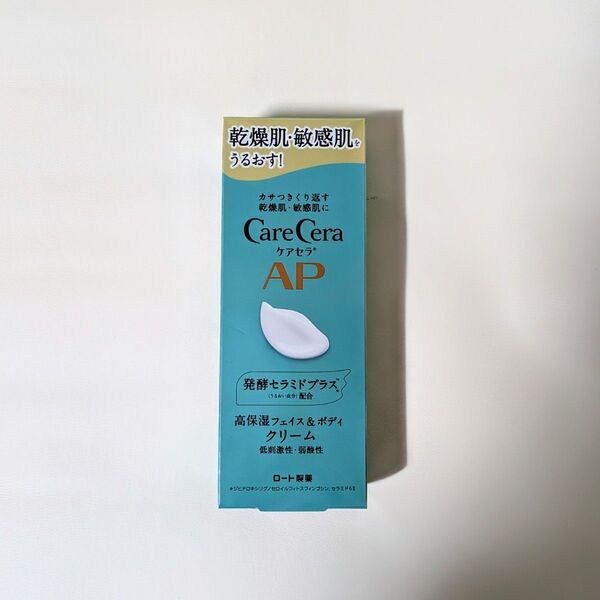 乾燥肌・敏感肌を
うるおす!
カサつきくり返す
乾燥肌・敏感肌に
CareCera
ケアセラ®
AP
発酵セラミドプラス
(うるおい成分) 配合
高保湿フェイス&ボディ
クリーム
低刺激性・弱酸性
ロート製薬